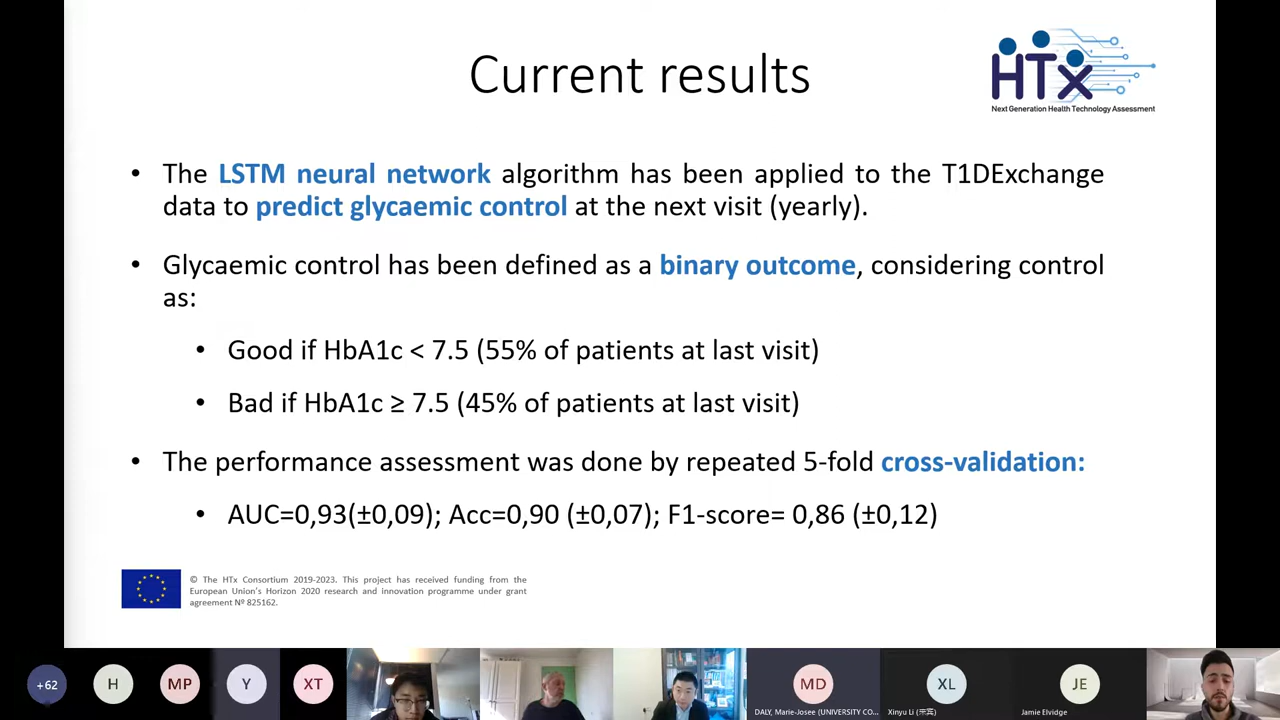 Current results
HTx
Next Generation Health Technology Assessment
• The LSTM neural network algorithm has been applied to the T1DExchange
data to predict glycaemic control at the next visit (yearly).
• Glycaemic control has been defined as a binary outcome, considering control
as:
• Good if HbA1c < 7.5 (55% of patients at last visit)
• Bad if HbA1c ≥ 7.5 (45% of patients at last visit)
• The performance assessment was done by repeated 5-fold cross-validation:
• AUC=0,93(±0,09); Acc=0,90 (±0,07); F1-score= 0,86 (±0,12)
© The HTx Consortium 2019-2023. This project has received funding from the
European Union's Horizon 2020 research and innovation programme under grant
agreement Nº 825162.
+62
H
MP
Y
XT
MD
XL
JE
DALY, Marie-Josee (UNIVERSITY CO...
Xinyu Li (宋宾)
Jamie Elvidge